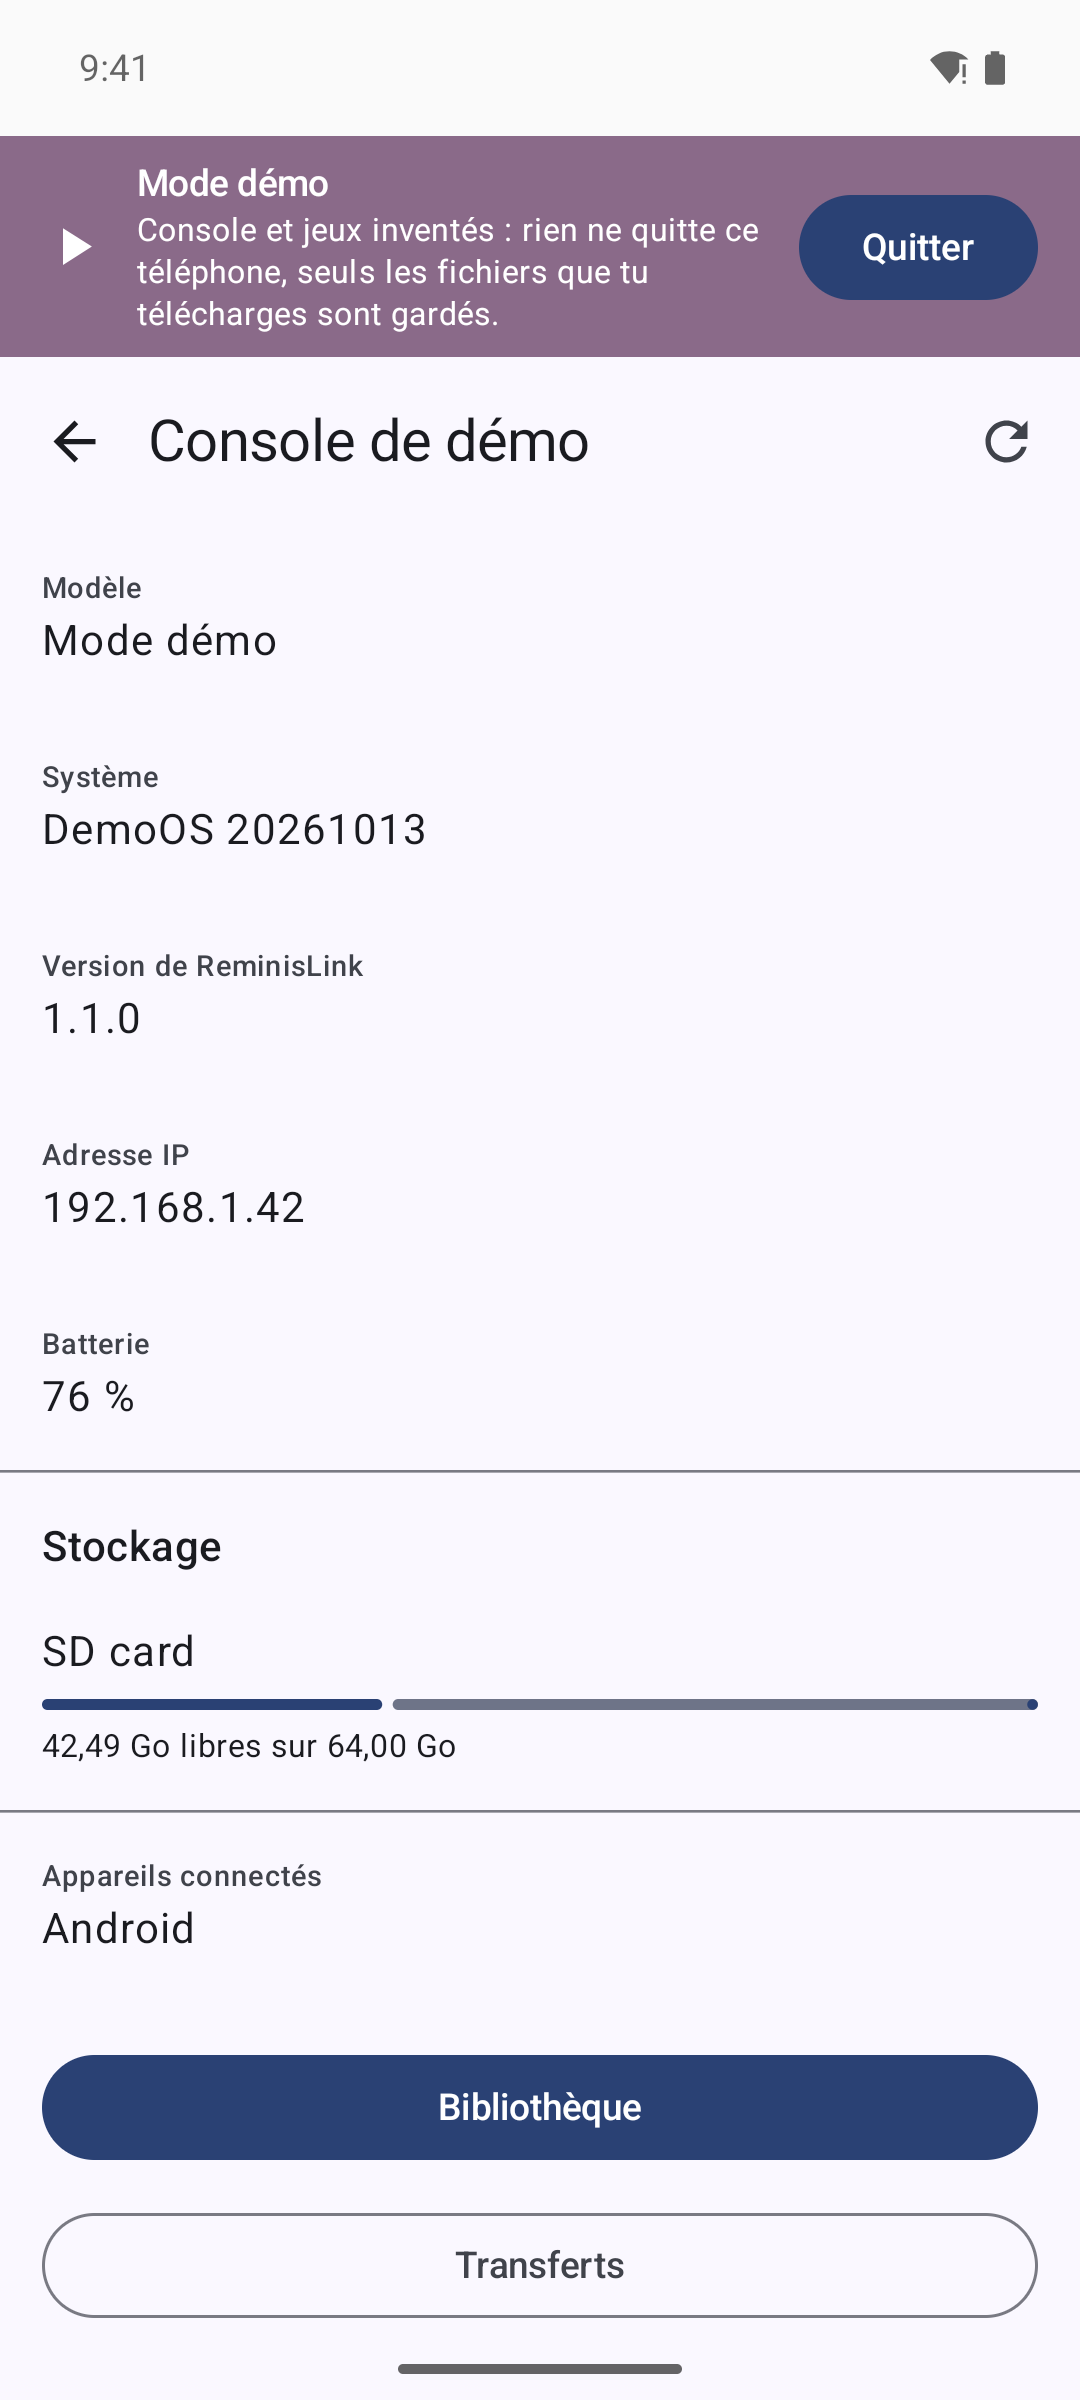 9:41
Mode démo
Console et jeux inventés : rien ne quitte ce
téléphone, seuls les fichiers que tu
télécharges sont gardés.
Quitter
Console de démo
Modèle
Mode démo
Système
DemoOS 20261013
Version de ReminisLink
1.1.0
Adresse IP
192.168.1.42
Batterie
76 %
Stockage
SD card
42,49 Go libres sur 64,00 Go
Appareils connectés
Android
Bibliothèque
Transferts